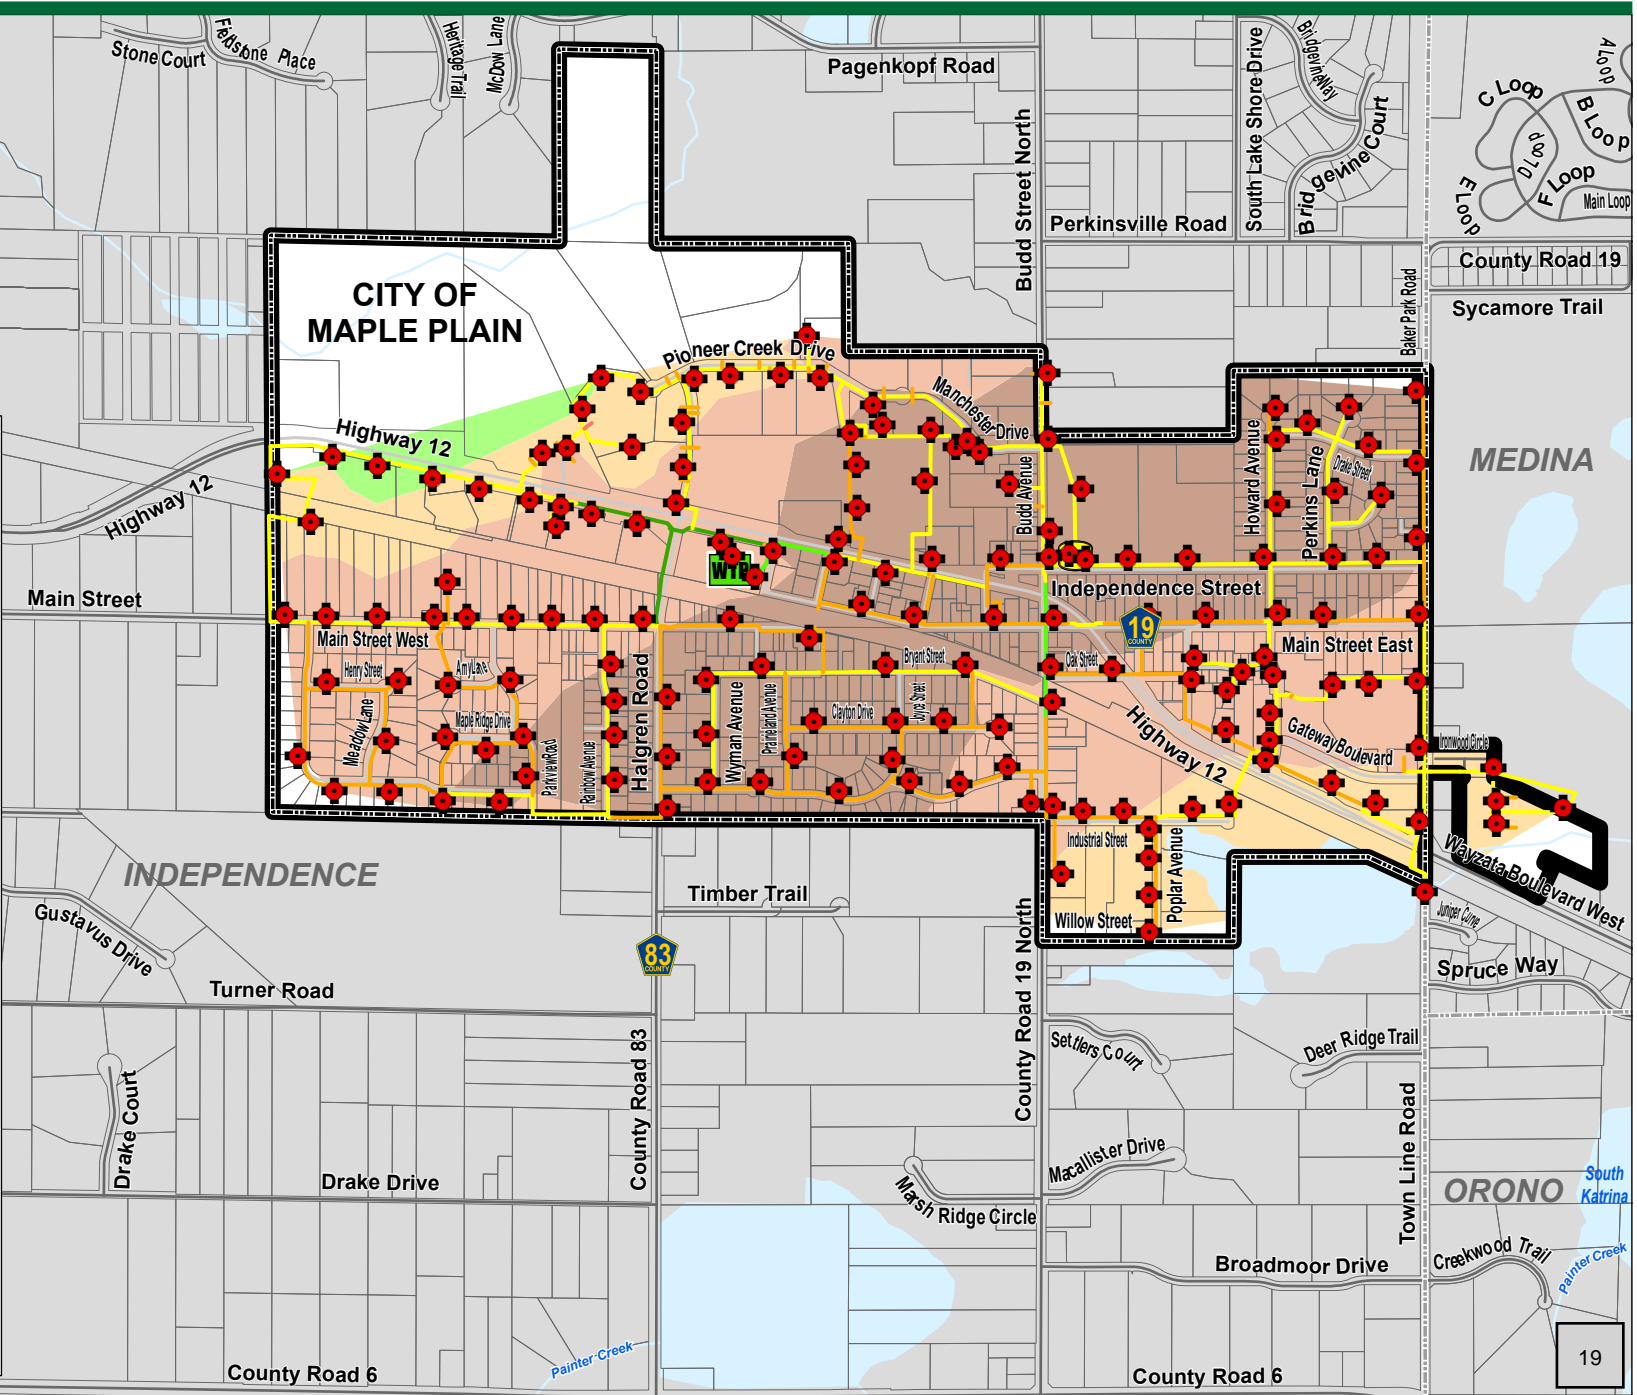 Stone Court
Fieldstone Place
Heritage Trail
McDow Lane
Pagenkopf Road
Budd Street North
South Lake Shore Drive
Bridgevine Way
Bridgevine Court
Perkinsville Road
A Loop
B Loop
C Loop
D Loop
E Loop
F Loop
Main Loop
County Road 19
Sycamore Trail
Baker Park Road
CITY OF
MAPLE PLAIN
Pioneer Creek Drive
Manchester Drive
Highway 12
Highway 12
Budd Avenue
Howard Avenue
Perkins Lane
Drake Street
MEDINA
WTP
Main Street
Independence Street
19
COUNTY
Main Street West
Main Street East
Henry Street
Amy Lane
Meadow Lane
Maple Ridge Drive
Parkview Road
Rainbow Avenue
Halgren Road
Wyman Avenue
Prairieland Avenue
Bryant Street
Clayton Drive
Joyce Street
Oak Street
Highway 12
Gateway Boulevard
Ironwood Circle
Industrial Street
Poplar Avenue
Willow Street
Wayzata Boulevard West
Juniper Curve
Spruce Way
INDEPENDENCE
Gustavus Drive
Timber Trail
83
COUNTY
Turner Road
County Road 83
County Road 19 North
Settlers Court
Deer Ridge Trail
Drake Court
Drake Drive
Macallister Drive
Marsh Ridge Circle
Town Line Road
ORONO
South
Katrina
Broadmoor Drive
Creekwood Trail
Painter Creek
Painter Creek
County Road 6
County Road 6
19